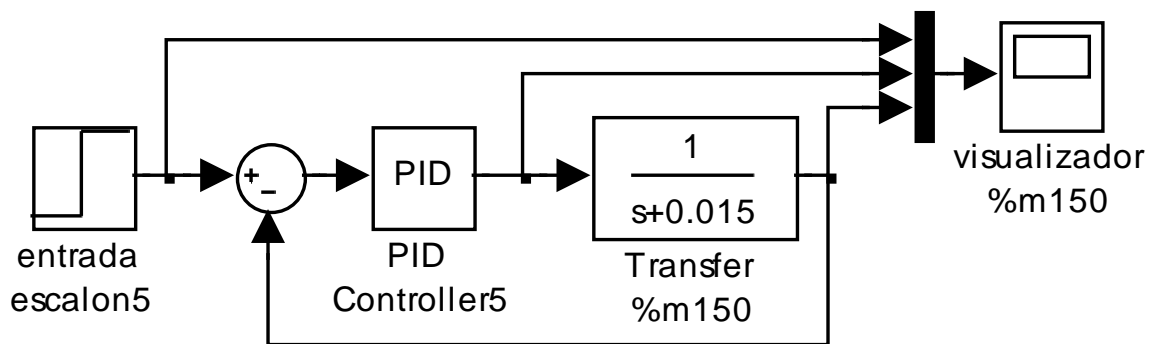 entrada
escalon5
+
−
PID
PID
Controller5
1
s+0.015
Transfer
%m150
visualizador
%m150